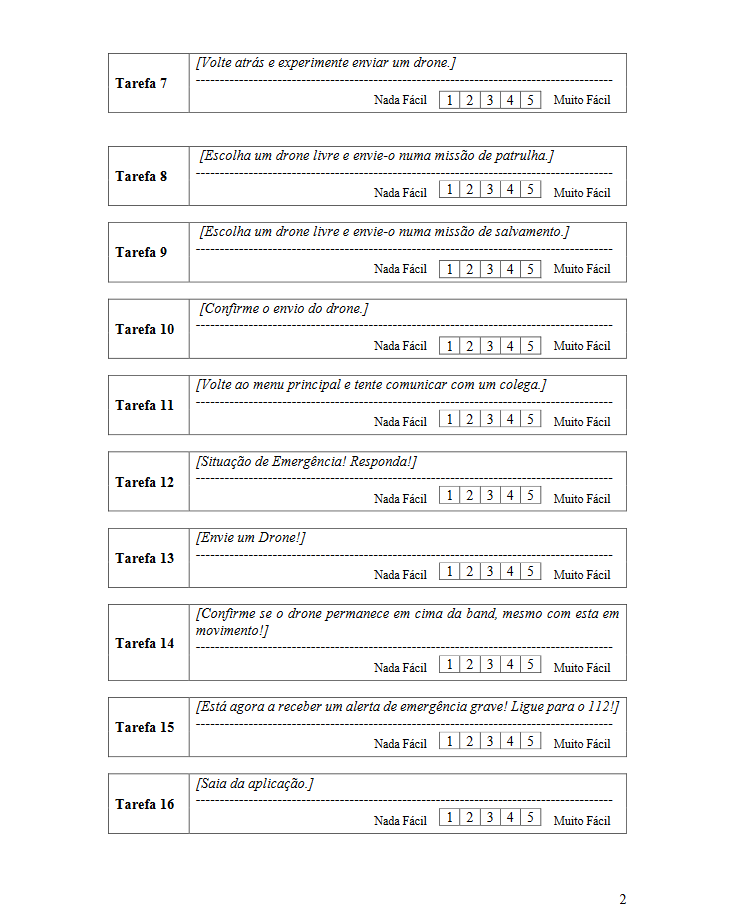 [Volte atrás e experimente enviar um drone.]
Tarefa 7
--------------------------------------------------------------------------------------
Nada Fácil 1 2 3 4 5 Muito Fácil
[Escolha um drone livre e envie-o numa missão de patrulha.]
Tarefa 8
--------------------------------------------------------------------------------------
Nada Fácil 1 2 3 4 5 Muito Fácil
[Escolha um drone livre e envie-o numa missão de salvamento.]
Tarefa 9
--------------------------------------------------------------------------------------
Nada Fácil 1 2 3 4 5 Muito Fácil
[Confirme o envio do drone.]
Tarefa 10
--------------------------------------------------------------------------------------
Nada Fácil 1 2 3 4 5 Muito Fácil
[Volte ao menu principal e tente comunicar com um colega.]
Tarefa 11
--------------------------------------------------------------------------------------
Nada Fácil 1 2 3 4 5 Muito Fácil
[Situação de Emergência! Responda!]
Tarefa 12
--------------------------------------------------------------------------------------
Nada Fácil 1 2 3 4 5 Muito Fácil
[Envie um Drone!]
Tarefa 13
--------------------------------------------------------------------------------------
Nada Fácil 1 2 3 4 5 Muito Fácil
[Confirme se o drone permanece em cima da band, mesmo com esta em
movimento!]
Tarefa 14
--------------------------------------------------------------------------------------
Nada Fácil 1 2 3 4 5 Muito Fácil
[Está agora a receber um alerta de emergência grave! Ligue para o 112!]
Tarefa 15
--------------------------------------------------------------------------------------
Nada Fácil 1 2 3 4 5 Muito Fácil
[Saia da aplicação.]
Tarefa 16
--------------------------------------------------------------------------------------
Nada Fácil 1 2 3 4 5 Muito Fácil
2